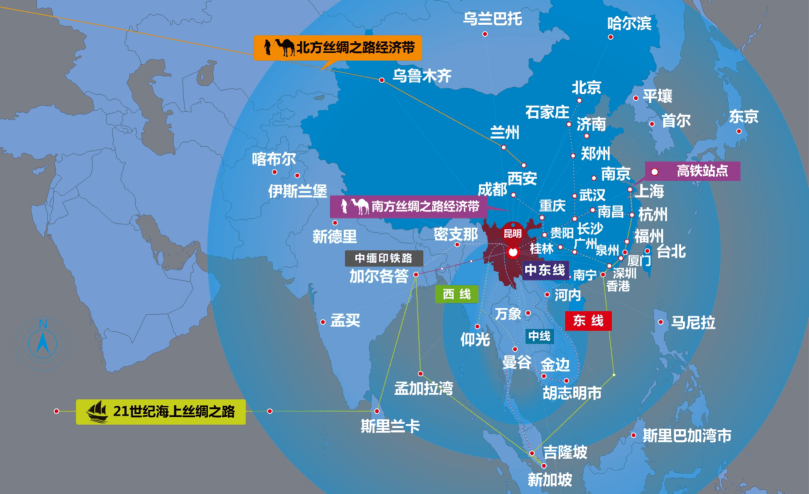 乌兰巴托
哈尔滨
北方丝绸之路经济带
乌鲁木齐
北京
平壤
石家庄
济南
首尔
东京
兰州
郑州
喀布尔
伊斯兰堡
西安
南京
高铁站点
成都
武汉
上海
南方丝绸之路经济带
重庆
南昌
杭州
新德里
密支那
昆明
贵阳
长沙
福州
桂林
广州
泉州
台北
中缅印铁路
加尔各答
中东线
南宁
厦门
深圳
香港
西 线
河内
孟买
万象
东 线
马尼拉
仰光
中线
曼谷
金边
孟加拉湾
胡志明市
21世纪海上丝绸之路
斯里兰卡
斯里巴加湾市
吉隆坡
新加坡
N